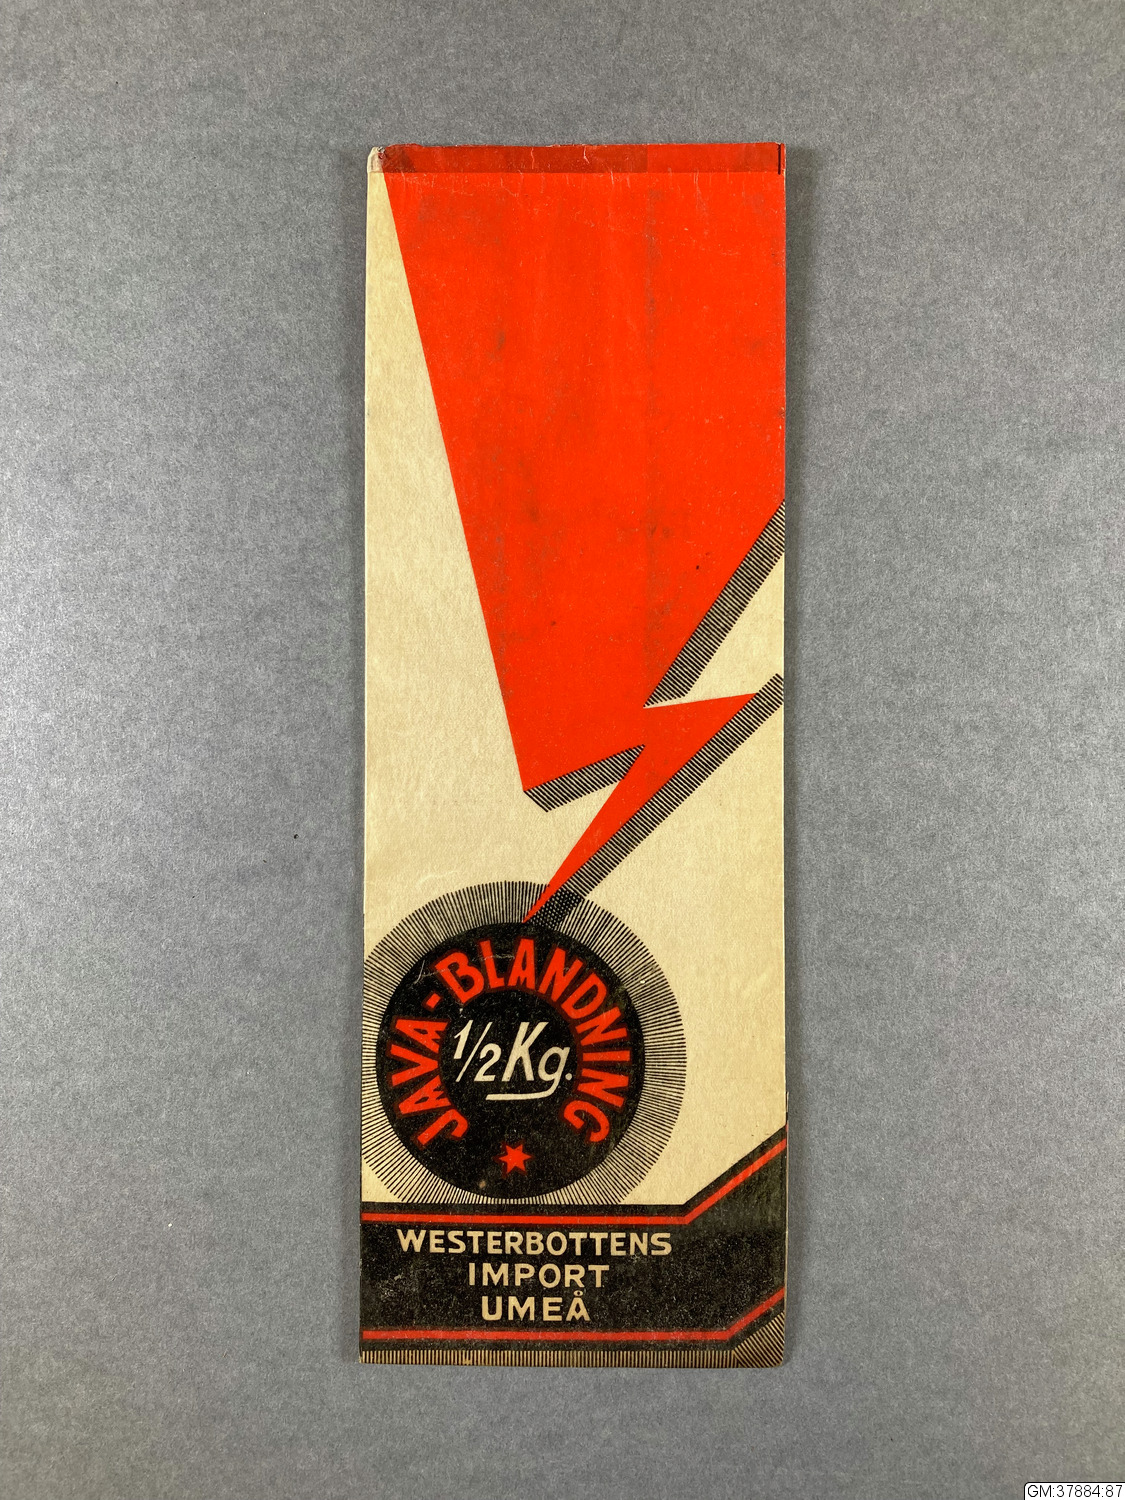 JAVA-BLANDNING
1/2 Kg.
WESTERBOTTENS
IMPORT
UMEÅ
GM:37884:87